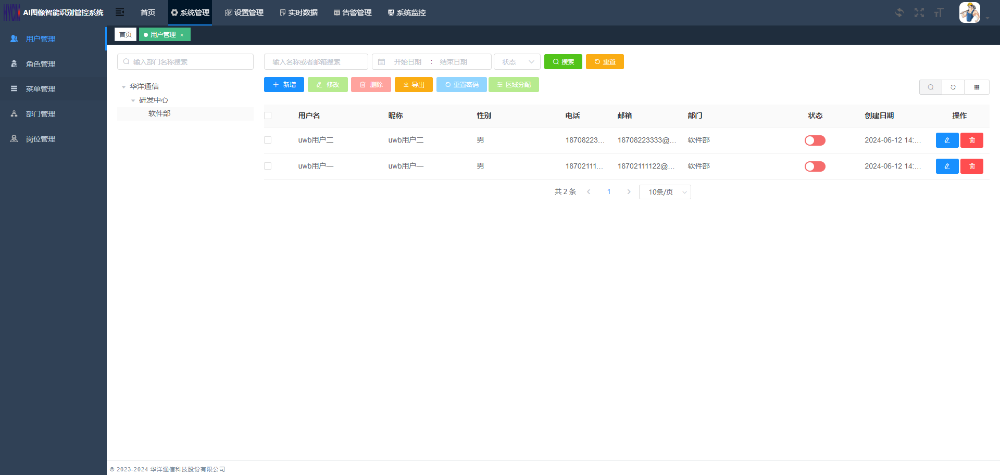 HYCM AI图像智能识别管控系统 首页 系统管理 设置管理 实时数据 告警管理 系统监控
用户管理
角色管理
菜单管理
部门管理
岗位管理
首页 用户管理 ×
输入部门名称搜索
华洋通信
研发中心
软件部
输入名称或者邮箱搜索 开始日期 : 结束日期 状态 搜索 重置
新增 修改 删除 导出 重置密码 区域分配
用户名 昵称 性别 电话 邮箱 部门 状态 创建日期 操作
uwb用户二 uwb用户二 男 18708223... 18708223333@... 软件部 2024-06-12 14:...
uwb用户一 uwb用户一 男 18702111... 18702111122@... 软件部 2024-06-12 14:...
共 2 条 1 10条/页
© 2023-2024 华洋通信科技股份有限公司